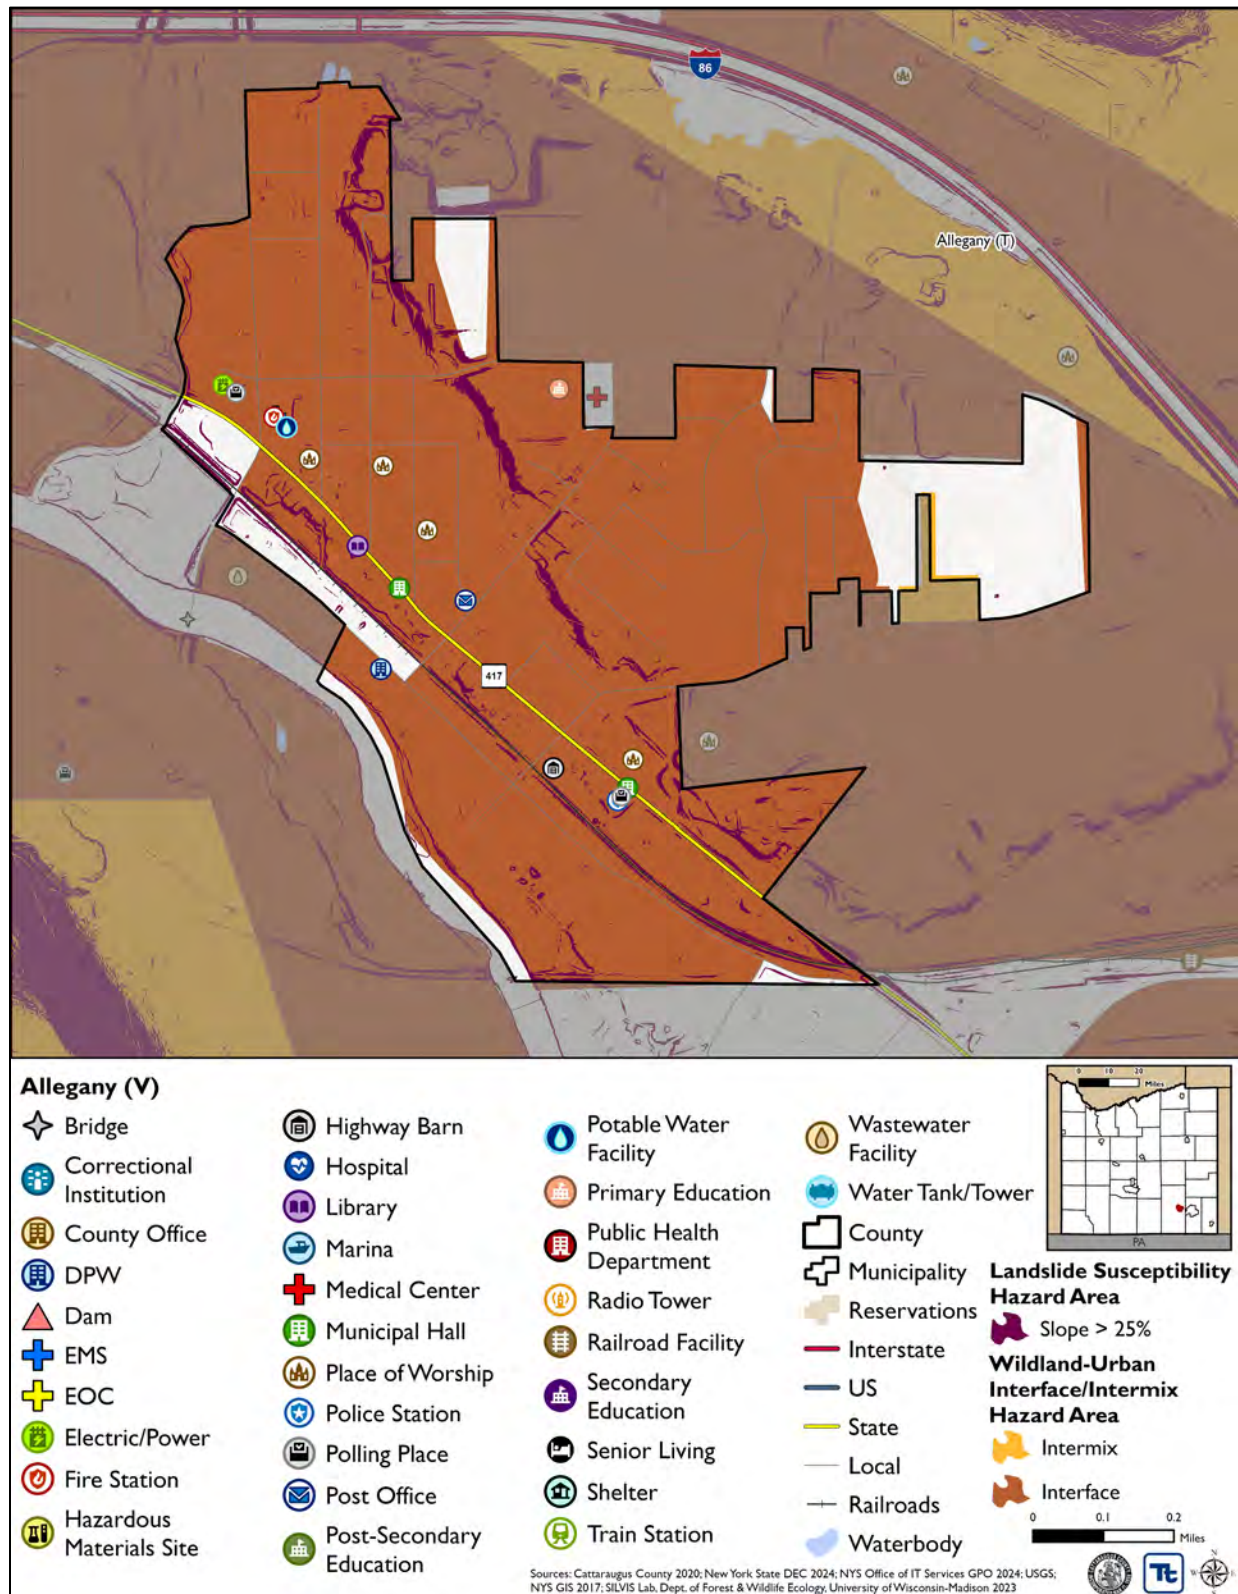 86
Allegany (T)
417
Allegany (V)
Bridge
Correctional
Institution
County Office
DPW
Dam
EMS
EOC
Electric/Power
Fire Station
Hazardous
Materials Site
Highway Barn
Hospital
Library
Marina
Medical Center
Municipal Hall
Place of Worship
Police Station
Polling Place
Post Office
Post-Secondary
Education
Potable Water
Facility
Primary Education
Public Health
Department
Radio Tower
Railroad Facility
Secondary
Education
Senior Living
Shelter
Train Station
Wastewater
Facility
Water Tank/Tower
County
Municipality
Reservations
Interstate
US
State
Local
Railroads
Waterbody
0 10 20
Miles
PA
Landslide Susceptibility
Hazard Area
Slope > 25%
Wildland-Urban
Interface/Intermix
Hazard Area
Intermix
Interface
0 0.1 0.2
Miles
Sources: Cattaraugus County 2020; New York State DEC 2024; NYS Office of IT Services GPO 2024; USGS;
NYS GIS 2017; SILVIS Lab, Dept. of Forest & Wildlife Ecology, University of Wisconsin-Madison 2023
Tt
N
W E
S